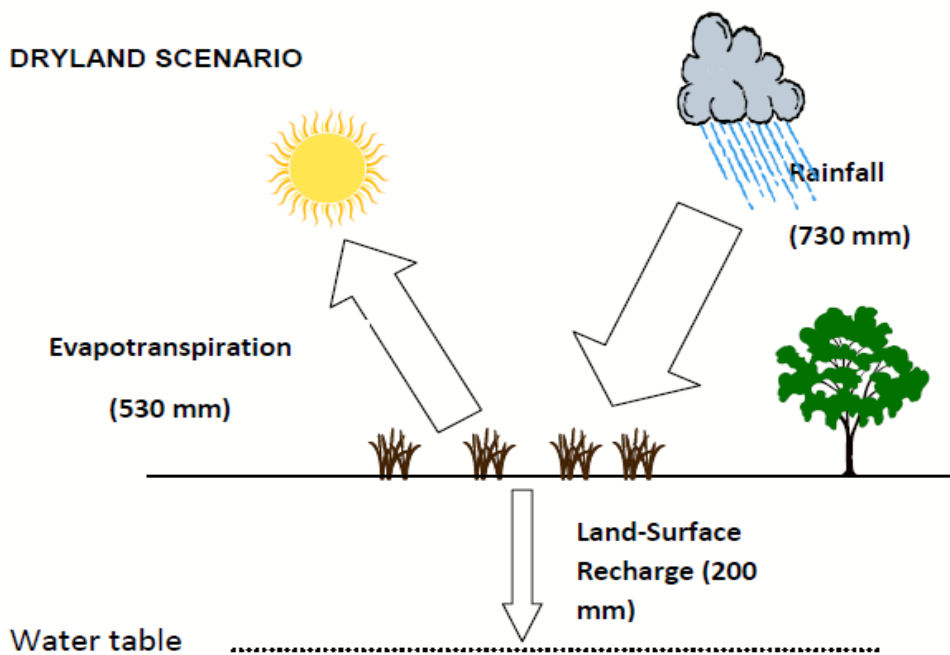 DRYLAND SCENARIO
Rainfall
(730 mm)
Evapotranspiration
(530 mm)
Land-Surface
Recharge (200
mm)
Water table